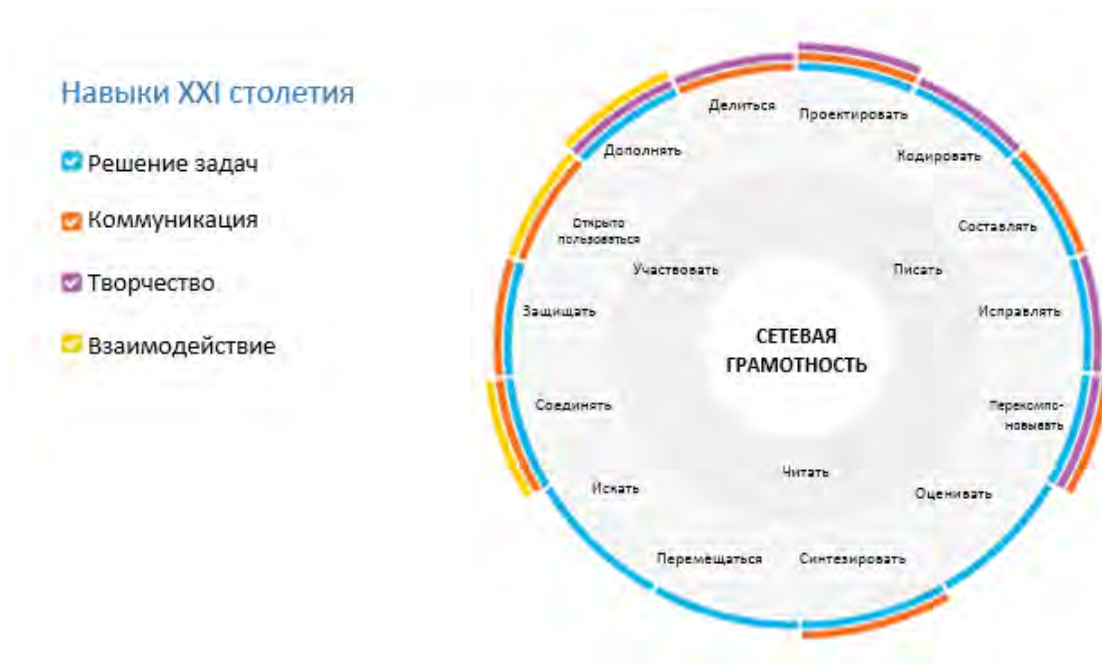 Навыки XXI столетия
Решение задач
Коммуникация
Творчество
Взаимодействие
Делиться
Проектировать
Дополнять
Кодировать
Открыто
пользоваться
Составлять
Участвовать
Писать
Защищать
Исправлять
СЕТЕВАЯ
ГРАМОТНОСТЬ
Соединять
Перекомпо-
новывать
Читать
Искать
Оценивать
Перемещаться
Синтезировать